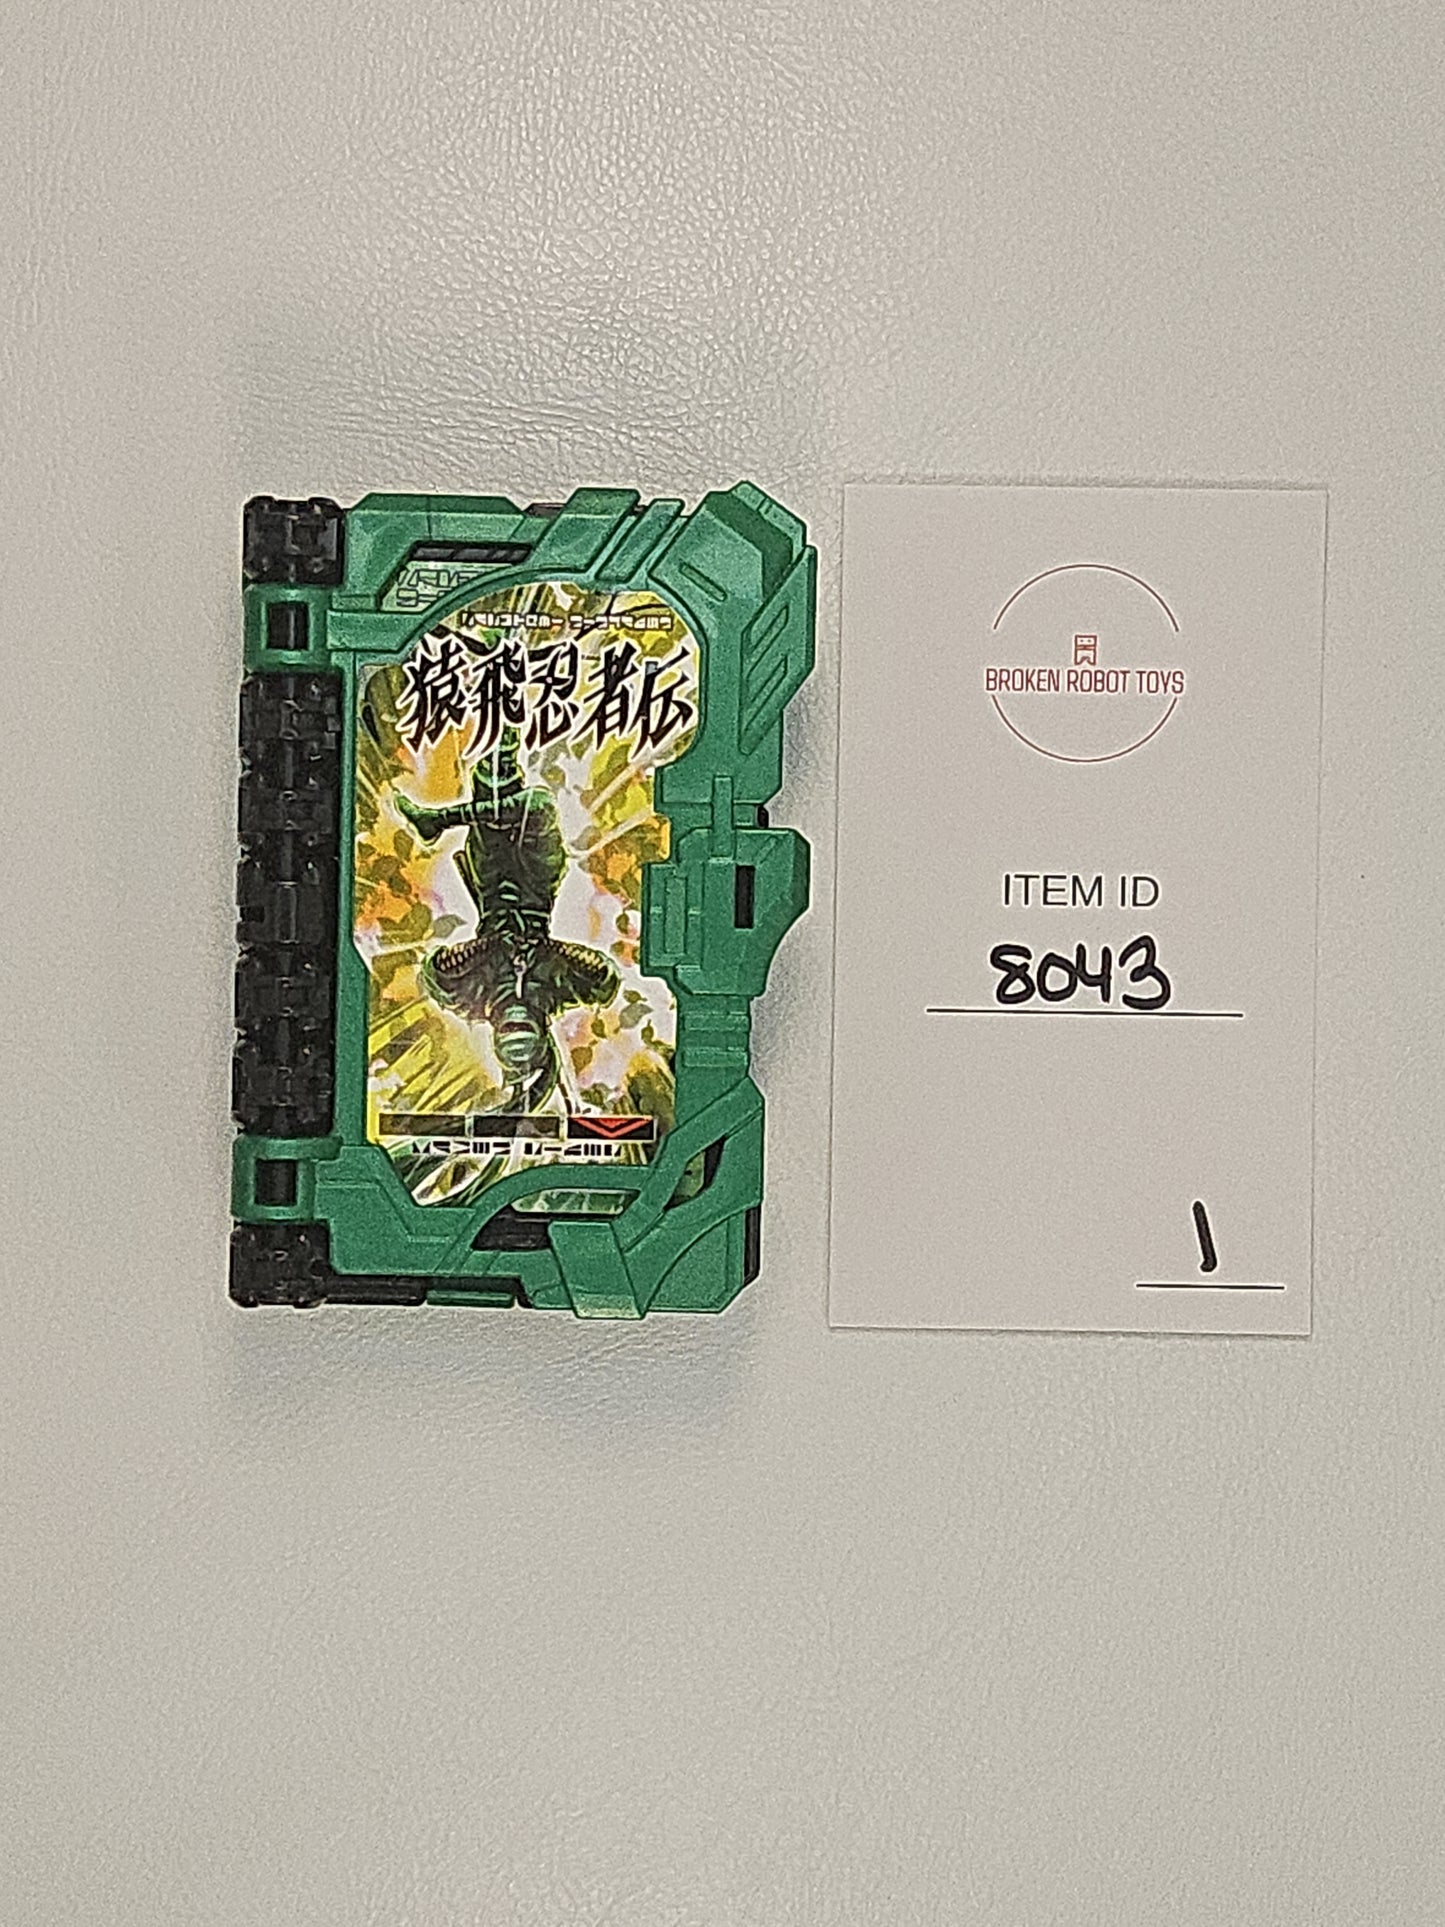 猿飛忍者伝
BROKEN ROBOT TOYS
ITEM ID
8043
1